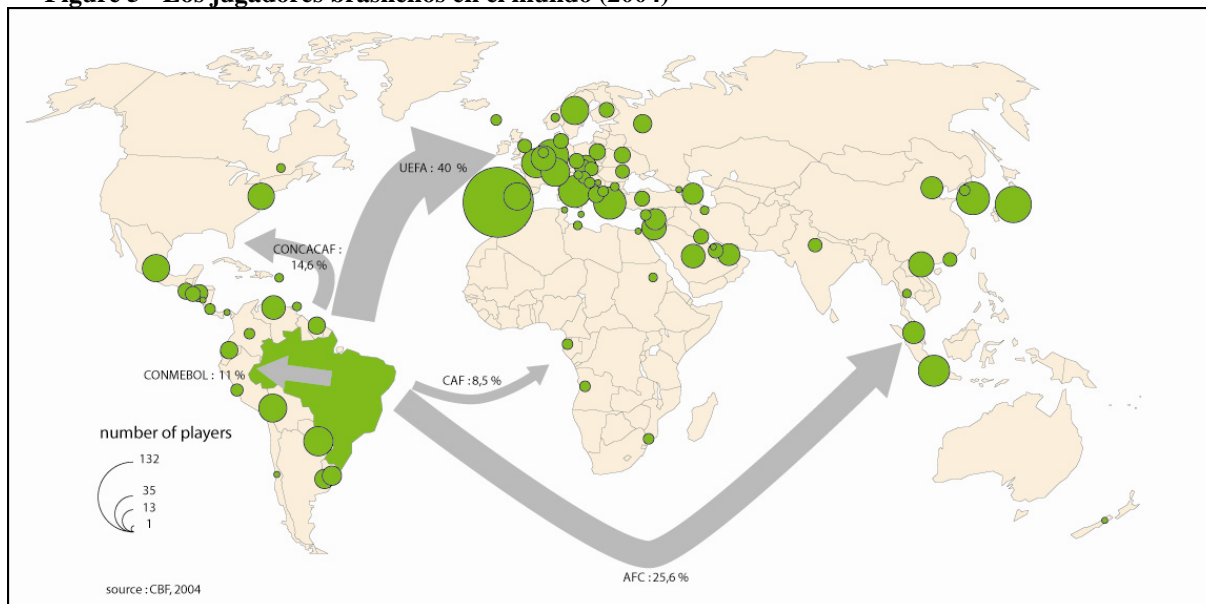 Figure 3 - Los jugadores brasileños en el mundo (2004)
UEFA : 40 %
CONCACAF :
14,6 %
CONMEBOL : 11 %
CAF : 8,5 %
number of players
132
35
13
1
AFC : 25,6 %
source : CBF, 2004